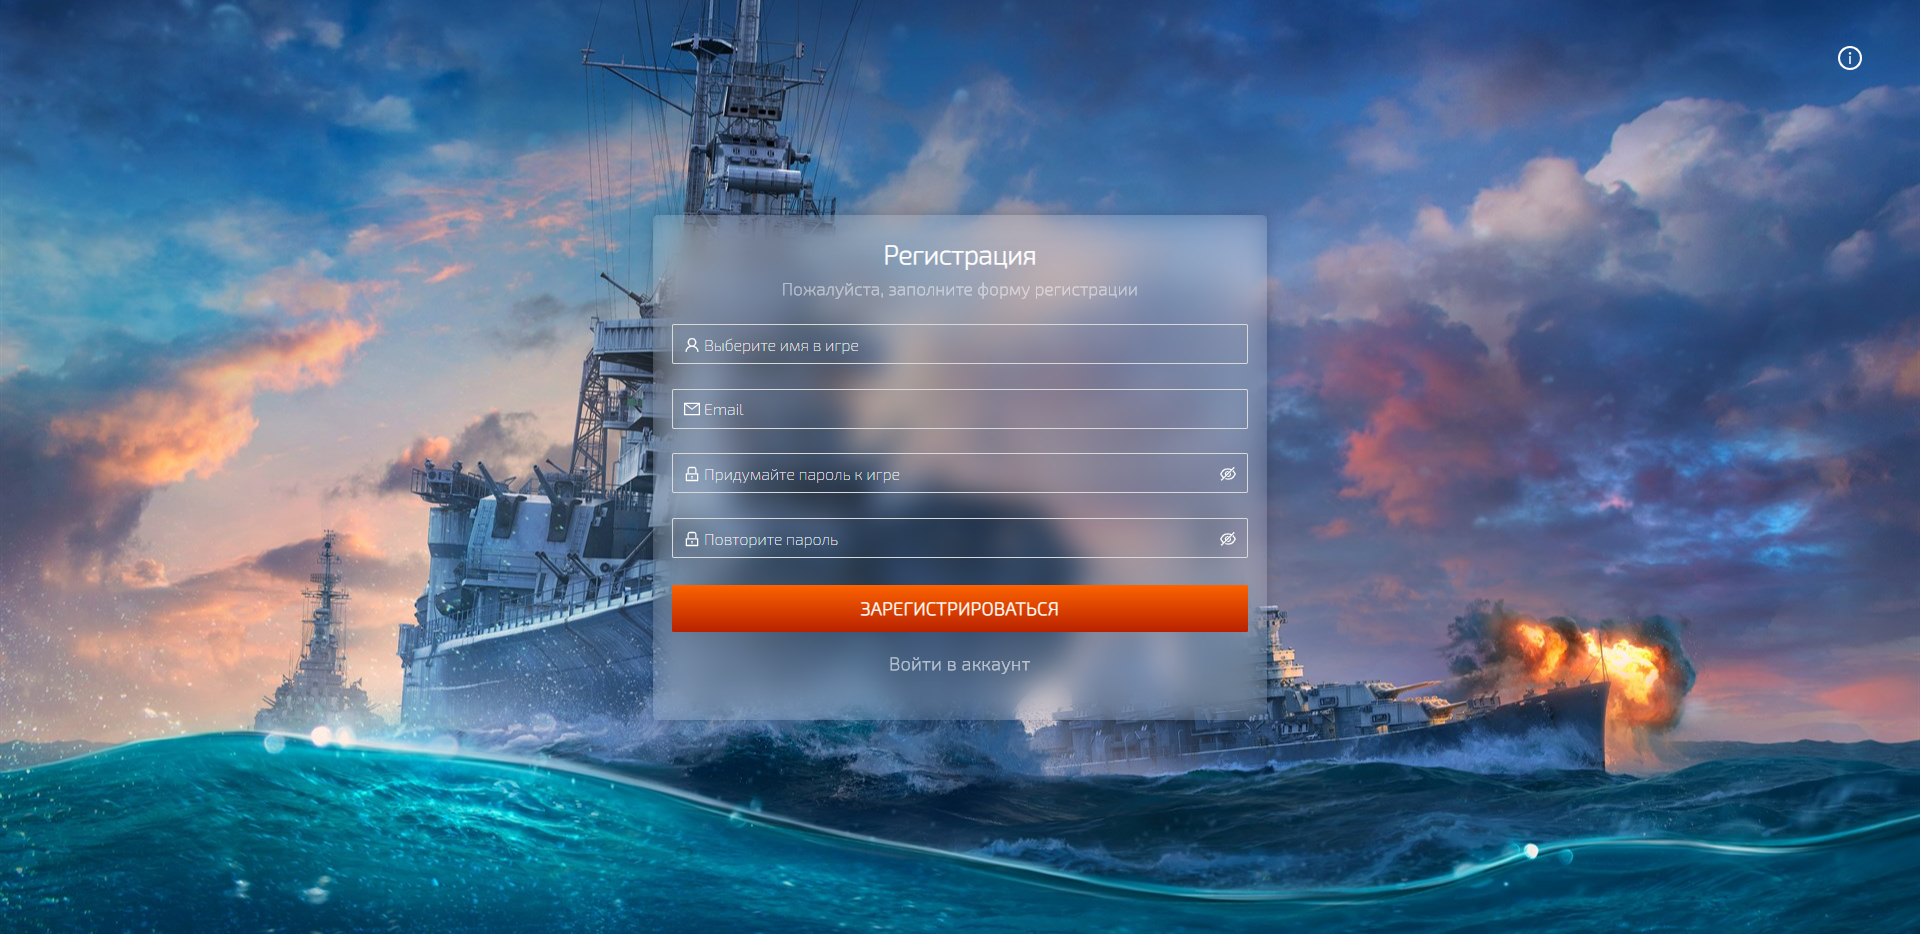 Регистрация
Пожалуйста, заполните форму регистрации
Выберите имя в игре
Email
Придумайте пароль к игре
Повторите пароль
ЗАРЕГИСТРИРОВАТЬСЯ
Войти в аккаунт